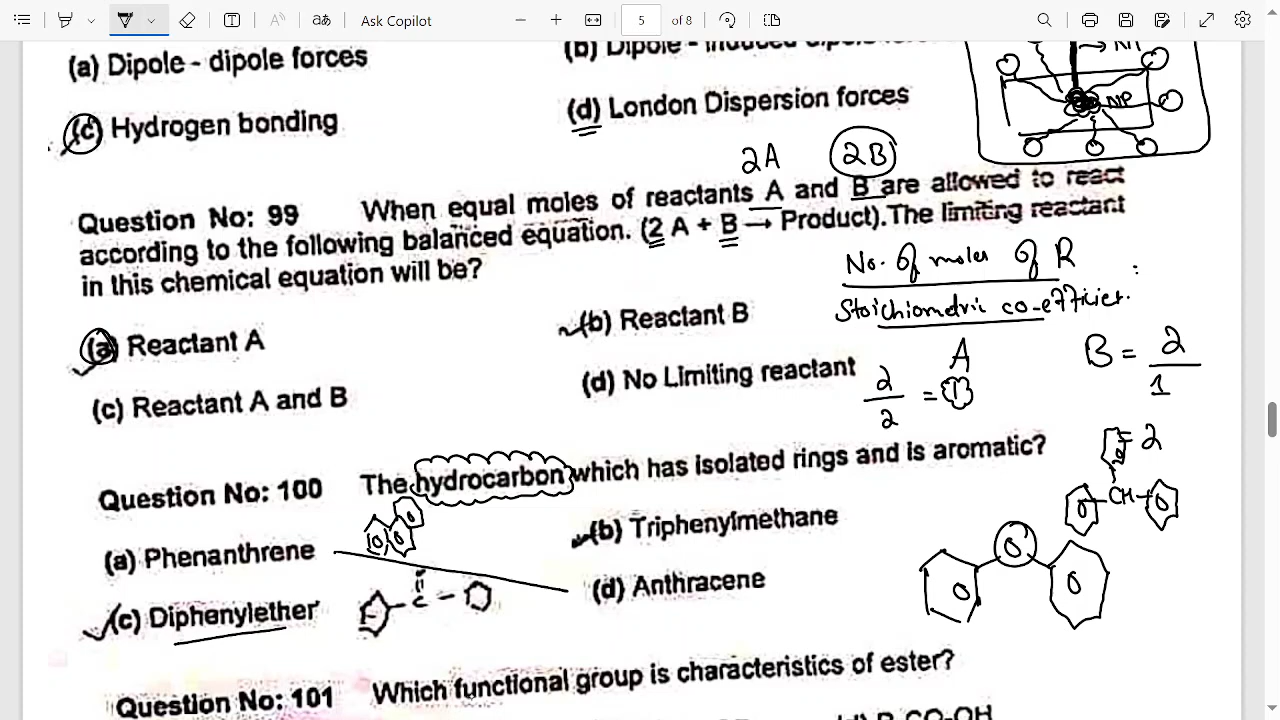 Ask Copilot
5 of 8
(a) Dipole - dipole forces
(b) Dipole - induced dipole
(c) Hydrogen bonding
(d) London Dispersion forces
NP
2A 2B
Question No: 99 When equal moles of reactants A and B are allowed to react
according to the following balanced equation. (2 A + B → Product).The limiting reactant
in this chemical equation will be?
No. of moles of R
Stoichiometric co-efficient.
(a) Reactant A
(b) Reactant B
(c) Reactant A and B
(d) No Limiting reactant
A
2/2 = 1
B = 2/1
= 2
Question No: 100 The hydrocarbon which has isolated rings and is aromatic?
(a) Phenanthrene
(b) Triphenylmethane
(c) Diphenylether
(d) Anthracene
CH
O
C
Question No: 101 Which functional group is characteristics of ester?